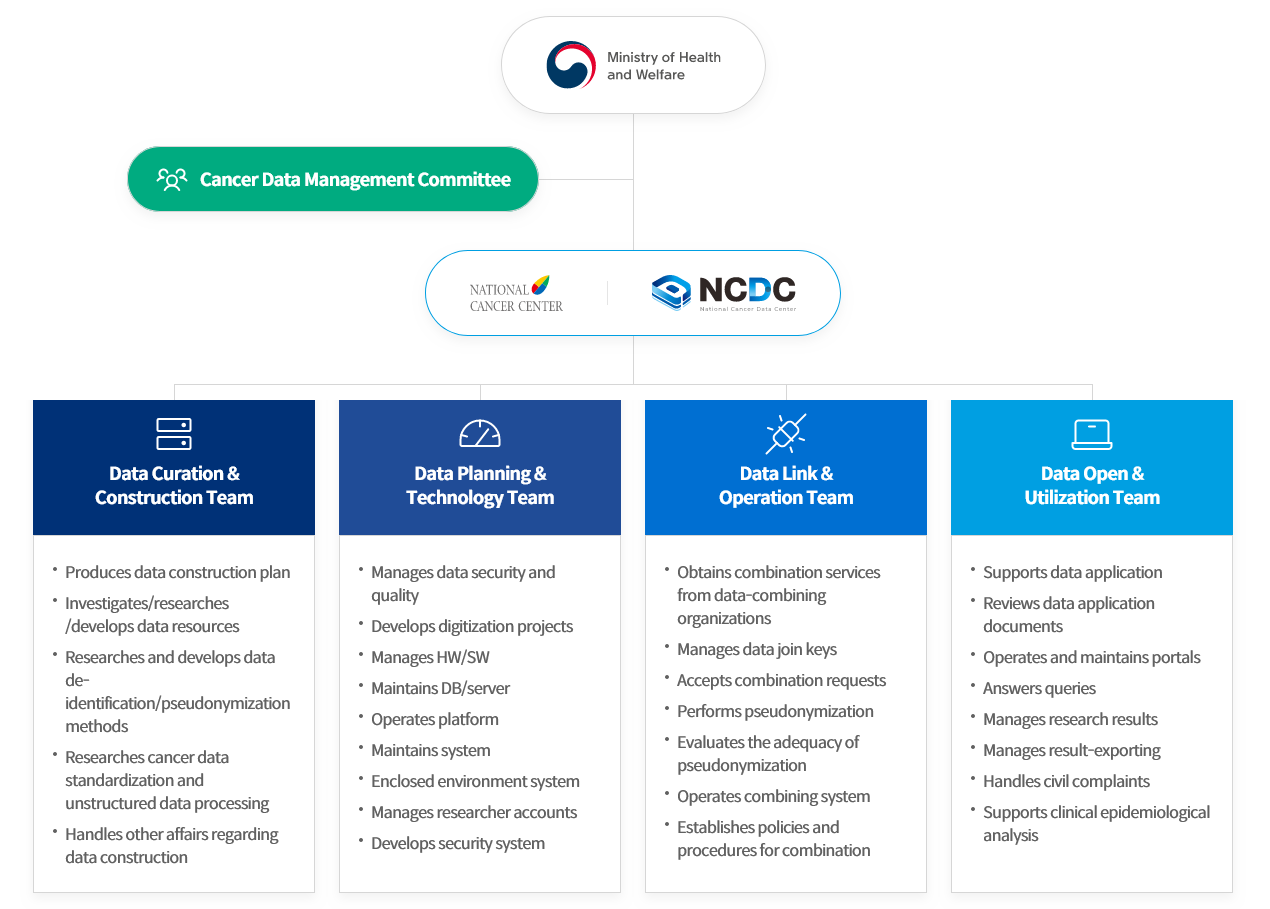 Ministry of Health
and Welfare
Cancer Data Management Committee
NATIONAL
CANCER CENTER
NCDC
National Cancer Data Center
Data Curation &
Construction Team
• Produces data construction plan
• Investigates/researches
/develops data resources
• Researches and develops data
de-
identification/pseudonymization
methods
• Researches cancer data
standardization and
unstructured data processing
• Handles other affairs regarding
data construction
Data Planning &
Technology Team
• Manages data security and
quality
• Develops digitization projects
• Manages HW/SW
• Maintains DB/server
• Operates platform
• Maintains system
• Enclosed environment system
• Manages researcher accounts
• Develops security system
Data Link &
Operation Team
• Obtains combination services
from data-combining
organizations
• Manages data join keys
• Accepts combination requests
• Performs pseudonymization
• Evaluates the adequacy of
pseudonymization
• Operates combining system
• Establishes policies and
procedures for combination
Data Open &
Utilization Team
• Supports data application
• Reviews data application
documents
• Operates and maintains portals
• Answers queries
• Manages research results
• Manages result-exporting
• Handles civil complaints
• Supports clinical epidemiological
analysis